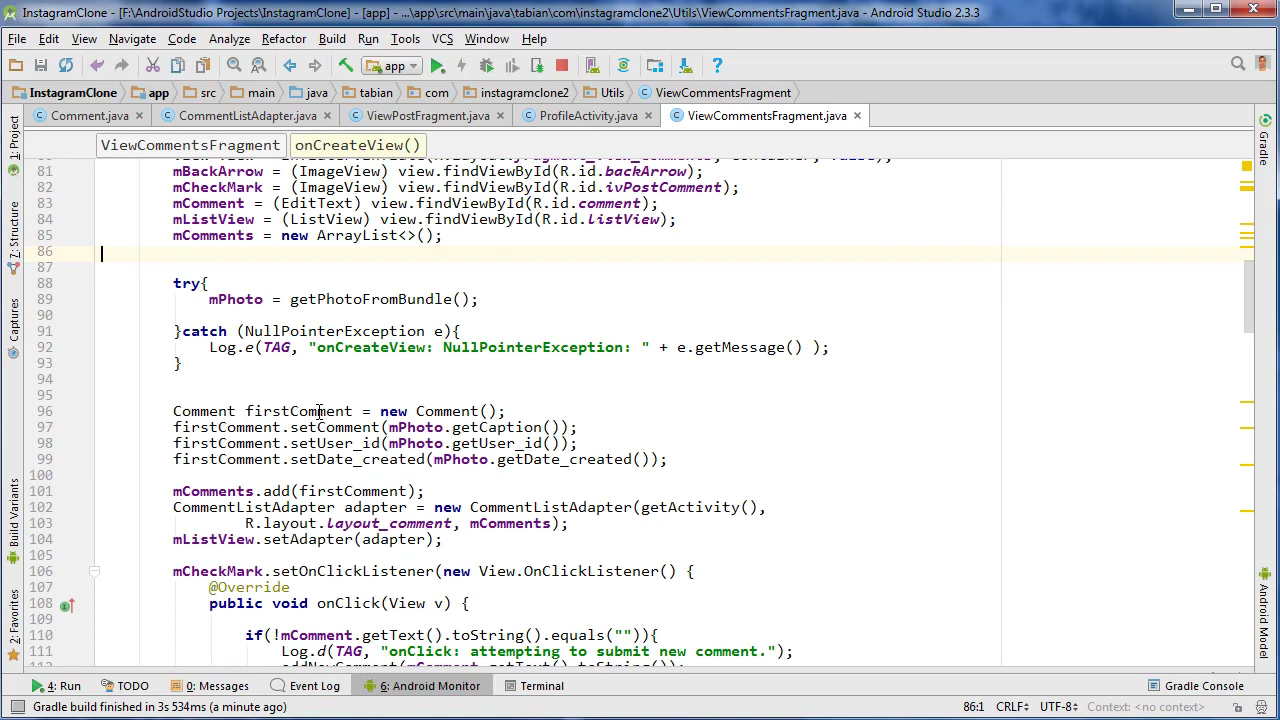 InstagramClone - [F:\AndroidStudio Projects\InstagramClone] - [app] - ...\app\src\main\java\tabian\com\instagramclone2\Utils\ViewCommentsFragment.java - Android Studio 2.3.3
File Edit View Navigate Code Analyze Refactor Build Run Tools VCS Window Help
app
InstagramClone app src main java tabian com instagramclone2 Utils ViewCommentsFragment
Comment.java CommentListAdapter.java ViewPostFragment.java ProfileActivity.java ViewCommentsFragment.java
ViewCommentsFragment onCreateView()
81 mBackArrow = (ImageView) view.findViewById(R.id.backArrow);
82 mCheckMark = (ImageView) view.findViewById(R.id.ivPostComment);
83 mComment = (EditText) view.findViewById(R.id.comment);
84 mListView = (ListView) view.findViewById(R.id.listView);
85 mComments = new ArrayList<>();
86
87
88 try{
89 mPhoto = getPhotoFromBundle();
90
91 }catch (NullPointerException e){
92 Log.e(TAG, "onCreateView: NullPointerException: " + e.getMessage() );
93 }
94
95
96 Comment firstComment = new Comment();
97 firstComment.setComment(mPhoto.getCaption());
98 firstComment.setUser_id(mPhoto.getUser_id());
99 firstComment.setDate_created(mPhoto.getDate_created());
100
101 mComments.add(firstComment);
102 CommentListAdapter adapter = new CommentListAdapter(getActivity(),
103 R.layout.layout_comment, mComments);
104 mListView.setAdapter(adapter);
105
106 mCheckMark.setOnClickListener(new View.OnClickListener() {
107 @Override
108 public void onClick(View v) {
109
110 if(!mComment.getText().toString().equals("")){
111 Log.d(TAG, "onClick: attempting to submit new comment.");
1: Project
7: Structure
Captures
Build Variants
2: Favorites
Gradle
Android Model
4: Run TODO 0: Messages Event Log 6: Android Monitor Terminal Gradle Console
Gradle build finished in 3s 534ms (a minute ago) 86:1 CRLF UTF-8 Context: <no context>